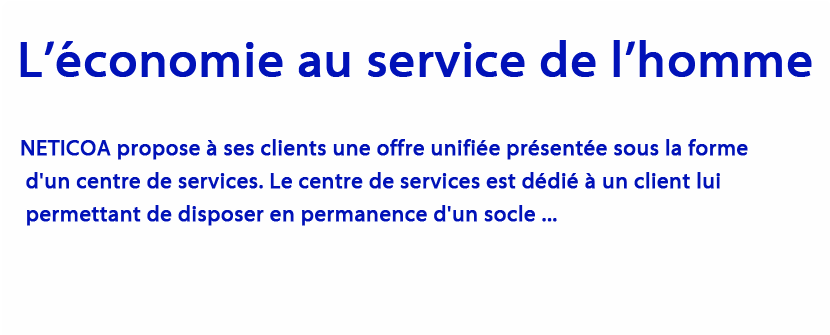 L’économie au service de l’homme
NETICOA propose à ses clients une offre unifiée présentée sous la forme
d'un centre de services. Le centre de services est dédié à un client lui
permettant de disposer en permanence d'un socle ...